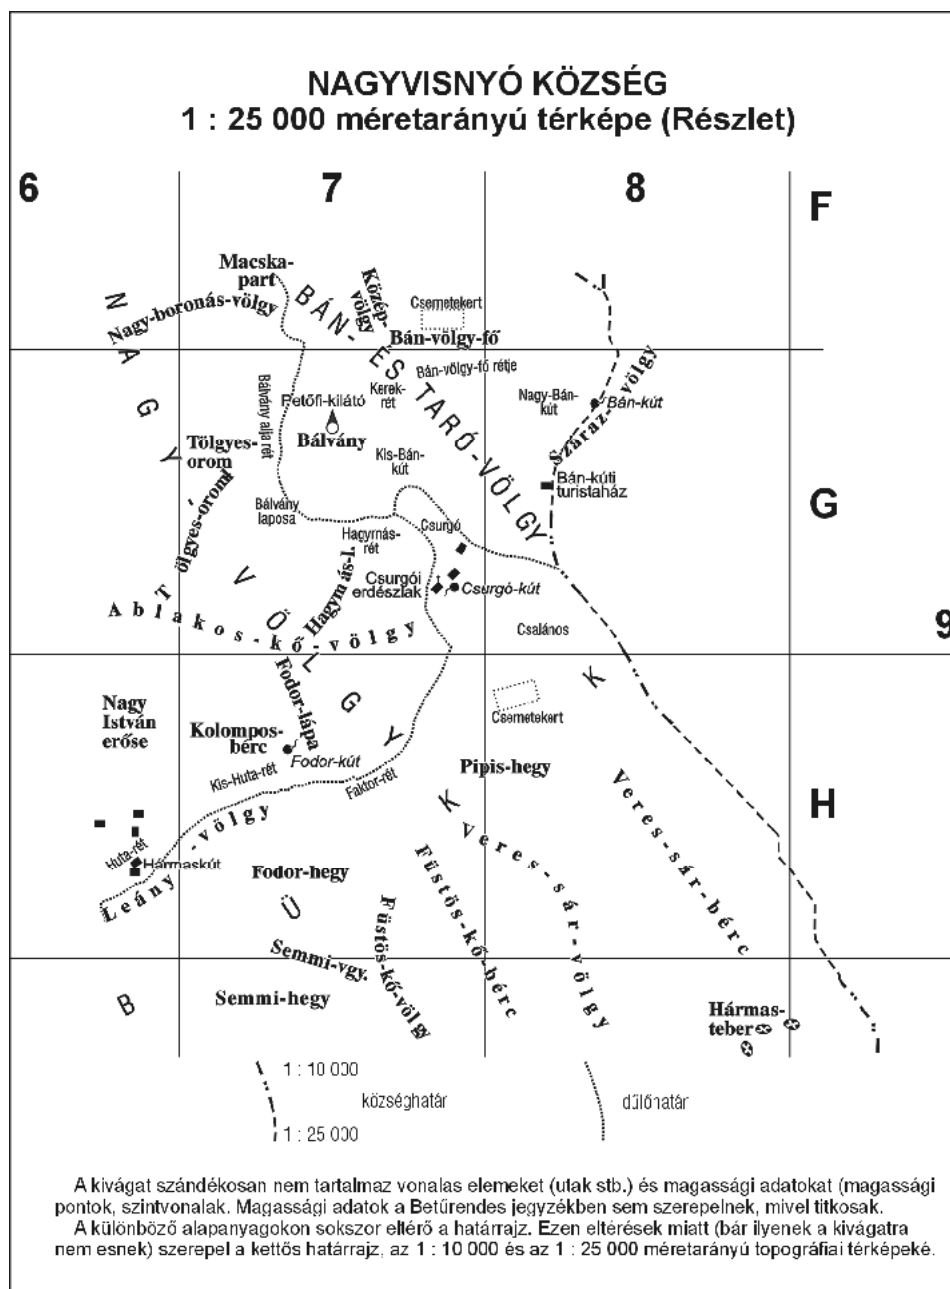 NAGYVISNYÓ KÖZSÉG
1 : 25 000 méretarányú térképe (Részlet)
6
7
8
F
Macska-
part
Nagy-boronás-völgy
Közép-
völgy
Csemetekert
Bán-völgy-fő
BÁN- ES TARÓ-VÖLGY
NAGY VÖLGY
Bán-völgy-fő rétje
Bálvány alja rét
Petőfi-kilátó
Bálvány
Kerek-
rét
Nagy-Bán-
kút
Bán-kút
Száraz-völgy
Tölgyes-
orom
Kis-Bán-
kút
Bán-kúti
turistaház
G
Tölgyes-oroml
Bálvány
laposa
Hagymás-
rét
Csurgó
Hagymás-l.
Csurgói
erdészlak
Csurgó-kút
Ablakos-kő-völgy
Csalános
9
Nagy
István
erőse
Fodor-lápa
Kolompos-
bérc
Fodor-kút
Csemetekert
Kis-Huta-rét
Faktor-rét
Pipis-hegy
H
Huta-rét
Hármaskút
Leány-völgy
Fodor-hegy
Füstös-kő-völgy
Füstös-kő-bérc
Veres-sár-völgy
Veres-sár-bérc
BÜKK
Semmi-vgy.
Semmi-hegy
Hármas-
teber
1 : 10 000
községhatár
dűlőhatár
1 : 25 000
A kivágat szándékosan nem tartalmaz vonalas elemeket (utak stb.) és magassági adatokat (magassági
pontok, szintvonalak. Magassági adatok a Betűrendes jegyzékben sem szerepelnek, mivel titkosak.
A különböző alapanyagokon sokszor eltérő a határrajz. Ezen eltérések miatt (bár ilyenek a kivágatra
nem esnek) szerepel a kettős határrajz, az 1 : 10 000 és az 1 : 25 000 méretarányú topográfiai térképeké.